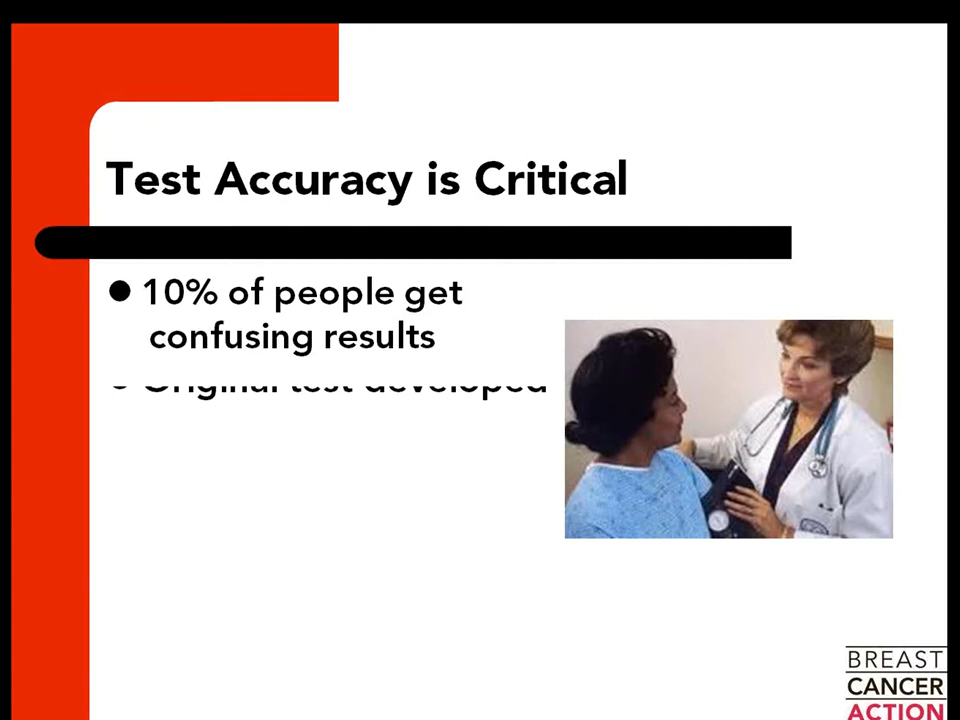 Test Accuracy is Critical
● 10% of people get
confusing results
● Original test developed
BREAST
CANCER
ACTION